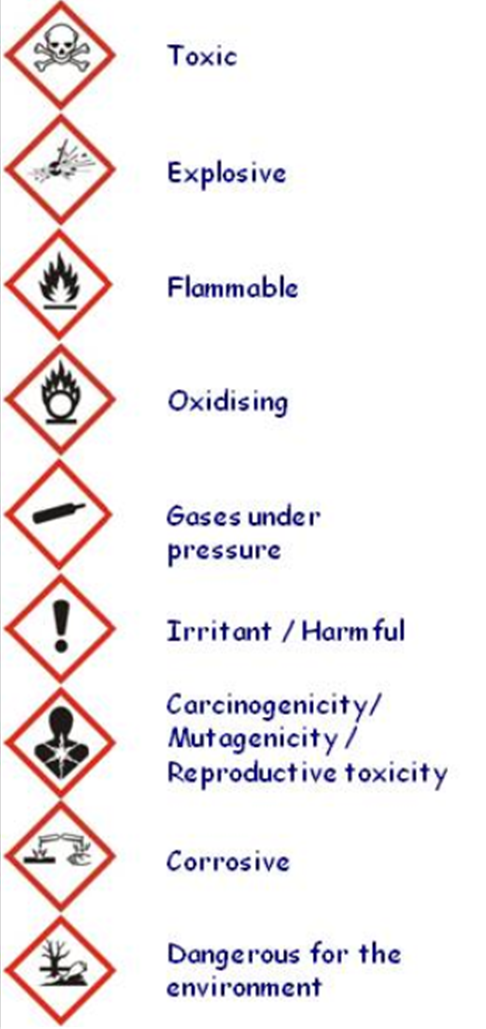 Toxic
Explosive
Flammable
Oxidising
Gases under
pressure
Irritant / Harmful
Carcinogenicity/
Mutagenicity /
Reproductive toxicity
Corrosive
Dangerous for the
environment